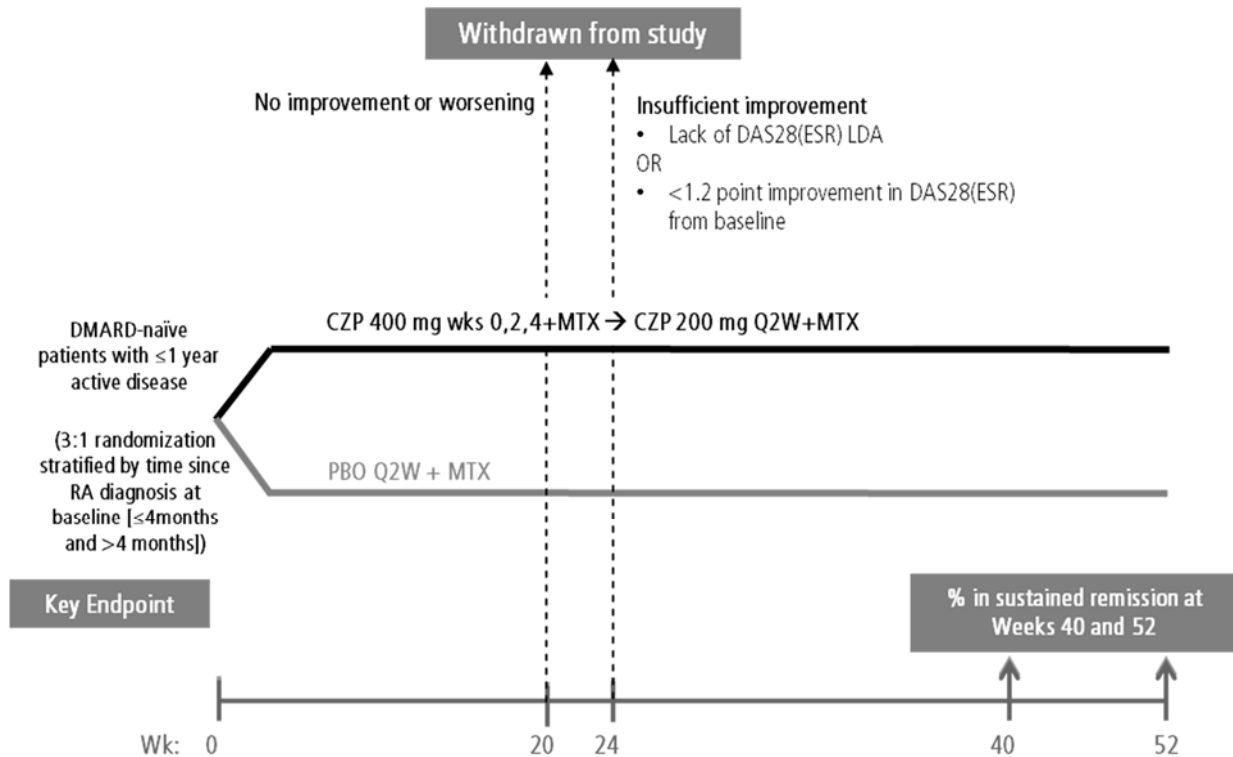 Withdrawn from study
No improvement or worsening
Insufficient improvement
• Lack of DAS28(ESR) LDA
OR
• <1.2 point improvement in DAS28(ESR)
from baseline
DMARD-naïve
patients with ≤1 year
active disease
(3:1 randomization
stratified by time since
RA diagnosis at
baseline [≤4months
and >4 months])
CZP 400 mg wks 0,2,4+MTX → CZP 200 mg Q2W+MTX
PBO Q2W + MTX
Key Endpoint
% in sustained remission at
Weeks 40 and 52
Wk: 0 20 24 40 52